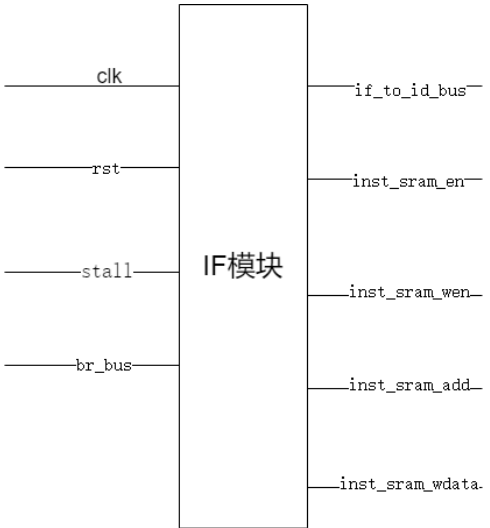 clk
rst
stall
br_bus
IF模块
if_to_id_bus
inst_sram_en
inst_sram_wen
inst_sram_add
inst_sram_wdata